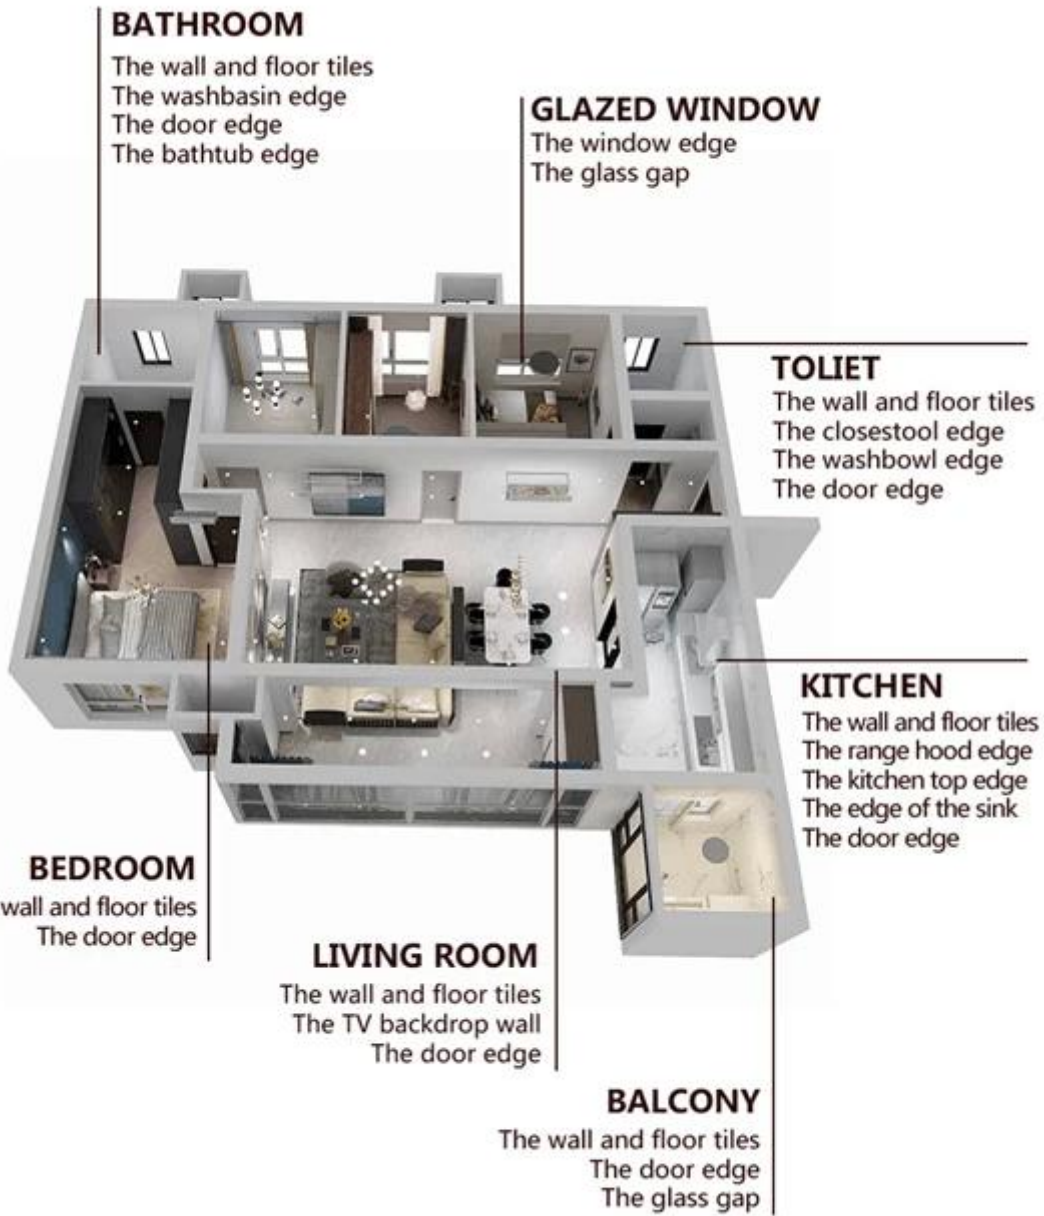 BATHROOM
The wall and floor tiles
The washbasin edge
The door edge
The bathtub edge
GLAZED WINDOW
The window edge
The glass gap
TOLIET
The wall and floor tiles
The closestool edge
The washbowl edge
The door edge
KITCHEN
The wall and floor tiles
The range hood edge
The kitchen top edge
The edge of the sink
The door edge
BEDROOM
wall and floor tiles
The door edge
LIVING ROOM
The wall and floor tiles
The TV backdrop wall
The door edge
BALCONY
The wall and floor tiles
The door edge
The glass gap